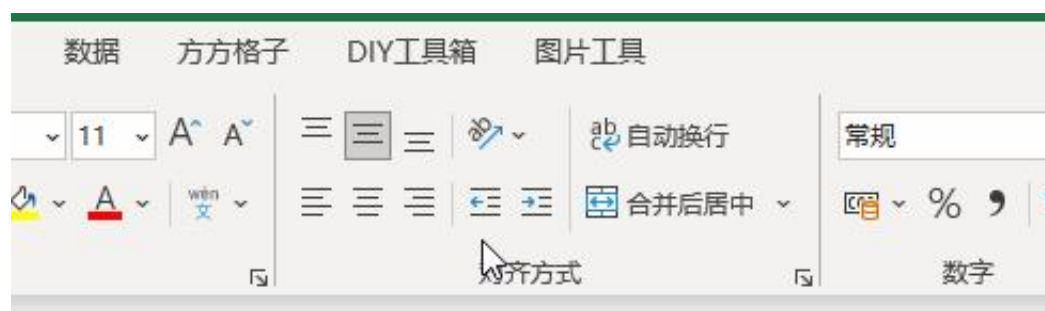 数据 方方格子 DIY工具箱 图片工具
11 A A ab 自动换行 常规
A wén 文 合并后居中 % ,
齐方式 数字